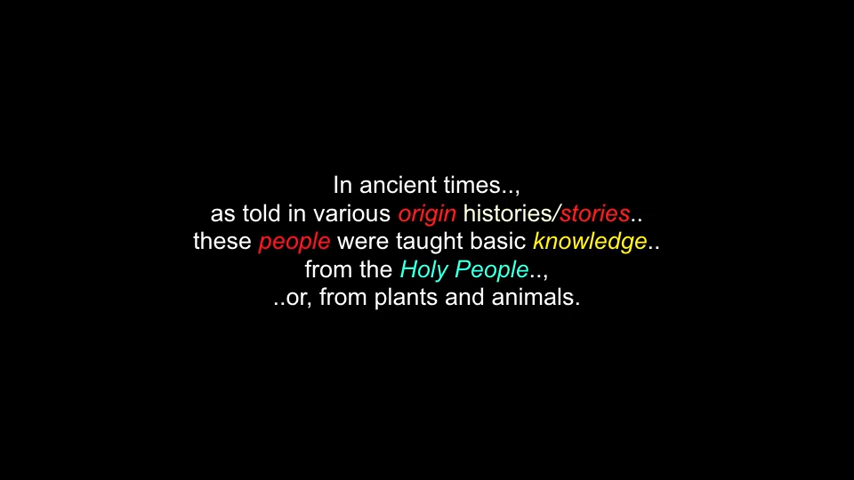 In ancient times..,
as told in various origin histories/stories..
these people were taught basic knowledge..
from the Holy People..,
..or, from plants and animals.